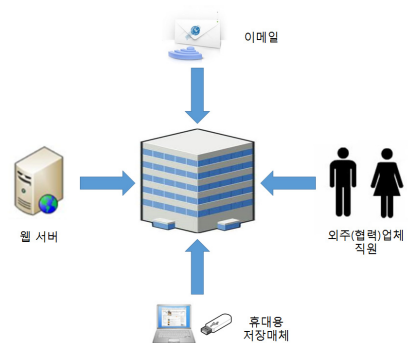 이메일
웹 서버
외주(협력)업체
직원
휴대용
저장매체